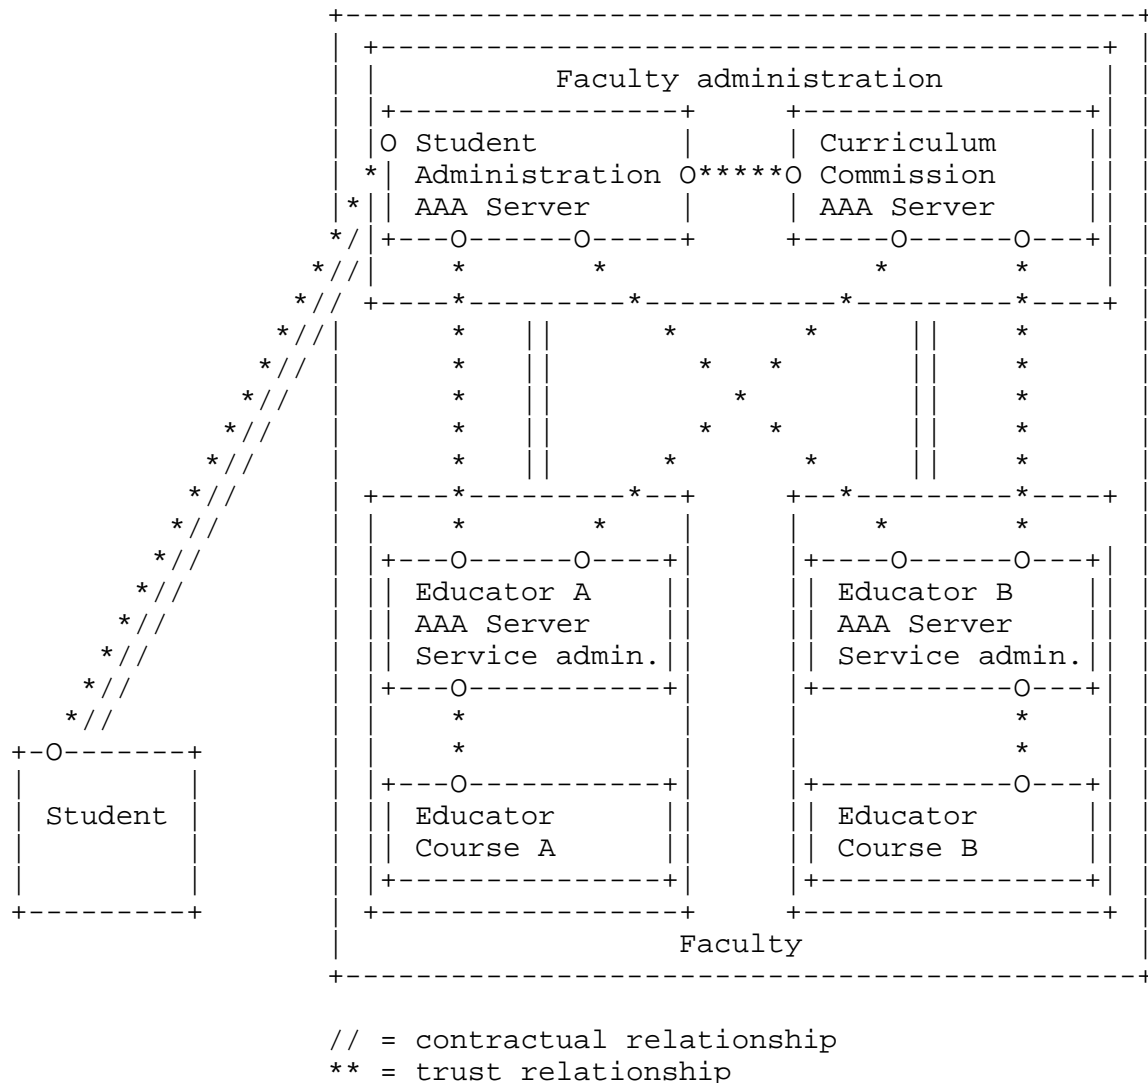 Faculty administration
Student Curriculum
Administration Commission
AAA Server AAA Server
Educator A Educator B
AAA Server AAA Server
Service admin. Service admin.
Student Educator Educator
Course A Course B
Faculty
// = contractual relationship
** = trust relationship